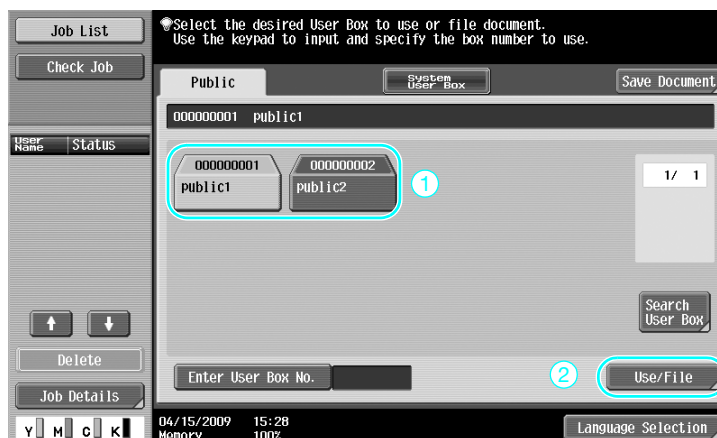 Job List
Check Job
User Name
Status
Delete
Job Details
Y M C K
Select the desired User Box to use or file document.
Use the keypad to input and specify the box number to use.
Public
System User Box
Save Document
000000001 public1
000000001
public1
000000002
public2
1
1/ 1
Search
User Box
Enter User Box No.
2
Use/File
04/15/2009 15:28
Memory 100%
Language Selection